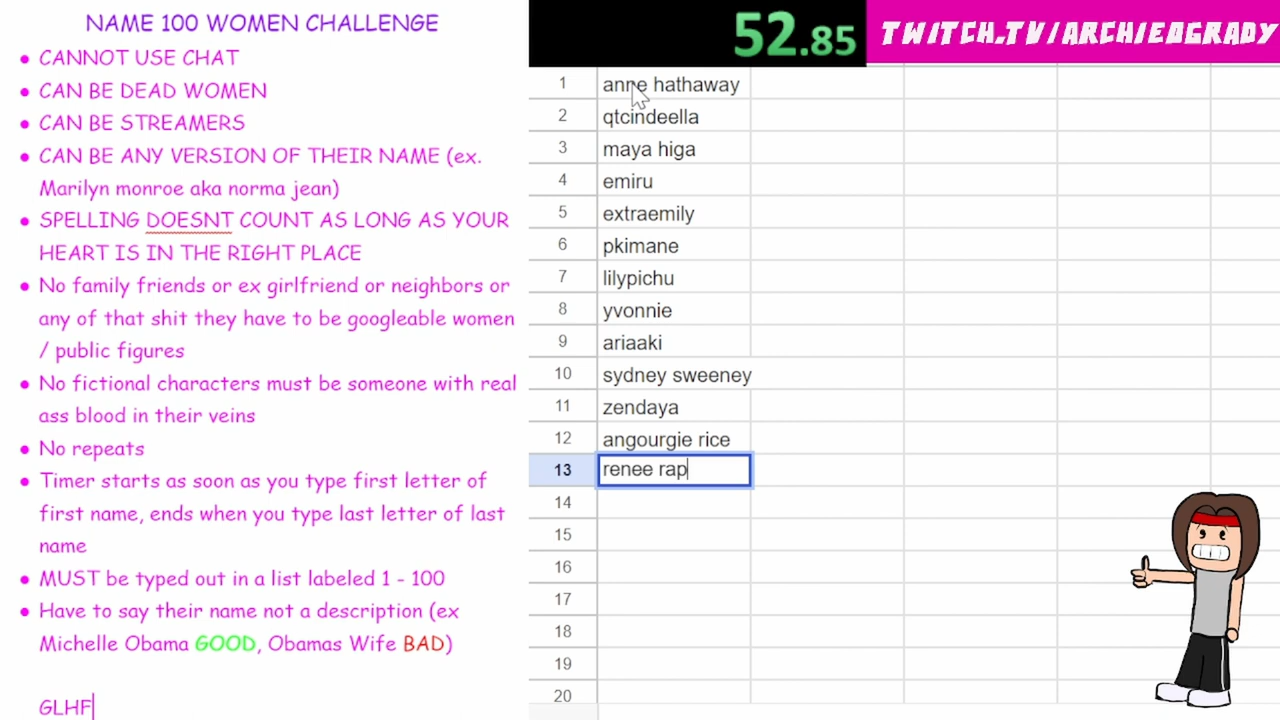 NAME 100 WOMEN CHALLENGE
CANNOT USE CHAT
CAN BE DEAD WOMEN
CAN BE STREAMERS
CAN BE ANY VERSION OF THEIR NAME (ex.
Marilyn monroe aka norma jean)
SPELLING DOESNT COUNT AS LONG AS YOUR
HEART IS IN THE RIGHT PLACE
No family friends or ex girlfriend or neighbors or
any of that shit they have to be googleable women
/ public figures
No fictional characters must be someone with real
ass blood in their veins
No repeats
Timer starts as soon as you type first letter of
first name, ends when you type last letter of last
name
MUST be typed out in a list labeled 1 - 100
Have to say their name not a description (ex
Michelle Obama GOOD, Obamas Wife BAD)
GLHF
52.85
TWITCH.TV/ARCHIEOGRADY
1 anne hathaway
2 qtcindeella
3 maya higa
4 emiru
5 extraemily
6 pkimane
7 lilypichu
8 yvonnie
9 ariaaki
10 sydney sweeney
11 zendaya
12 angourgie rice
13 renee rap
14
15
16
17
18
19
20